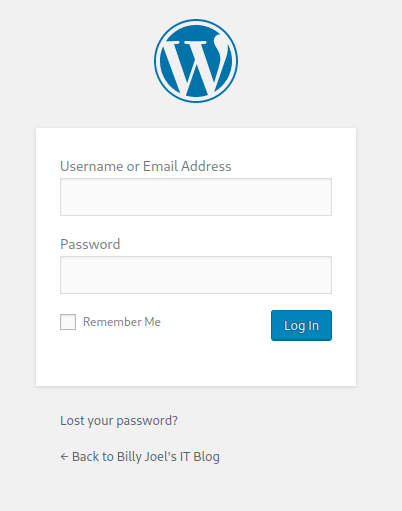 Username or Email Address
Password
Remember Me
Log In
Lost your password?
← Back to Billy Joel's IT Blog